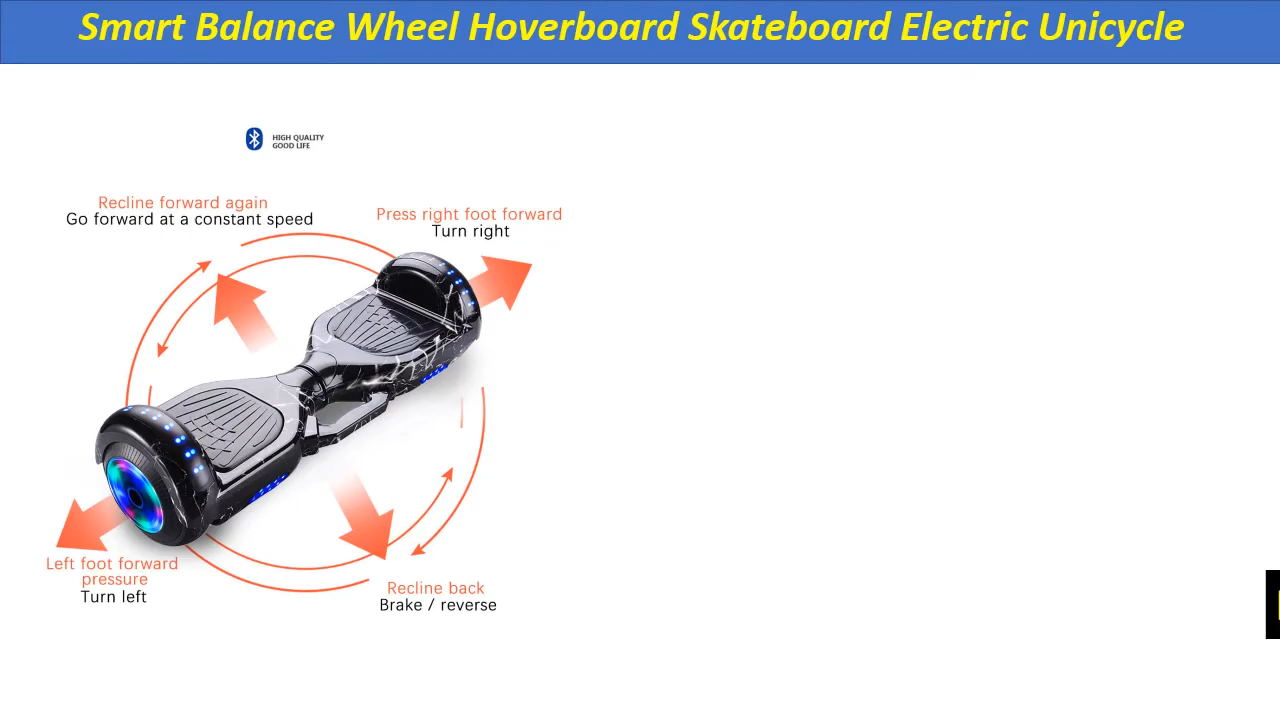 Smart Balance Wheel Hoverboard Skateboard Electric Unicycle
HIGH QUALITY
GOOD LIFE
Recline forward again
Go forward at a constant speed
Press right foot forward
Turn right
Left foot forward
pressure
Turn left
Recline back
Brake / reverse